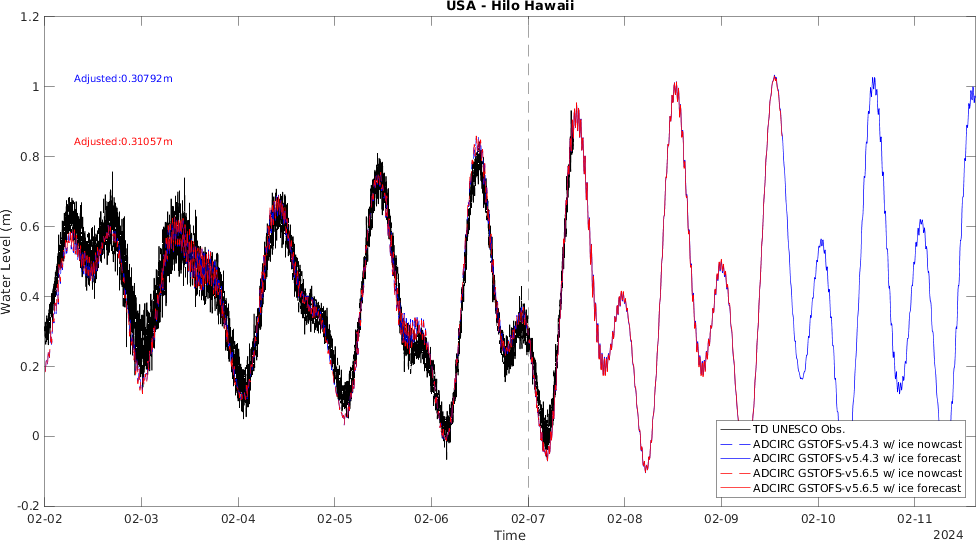 USA - Hilo Hawaii
1.2
1
0.8
0.6
0.4
0.2
0
-0.2
Water Level (m)
Adjusted:0.30792m
Adjusted:0.31057m
TD UNESCO Obs.
ADCIRC GSTOFS-v5.4.3 w/ ice nowcast
ADCIRC GSTOFS-v5.4.3 w/ ice forecast
ADCIRC GSTOFS-v5.6.5 w/ ice nowcast
ADCIRC GSTOFS-v5.6.5 w/ ice forecast
02-02 02-03 02-04 02-05 02-06 02-07 02-08 02-09 02-10 02-11
Time
2024